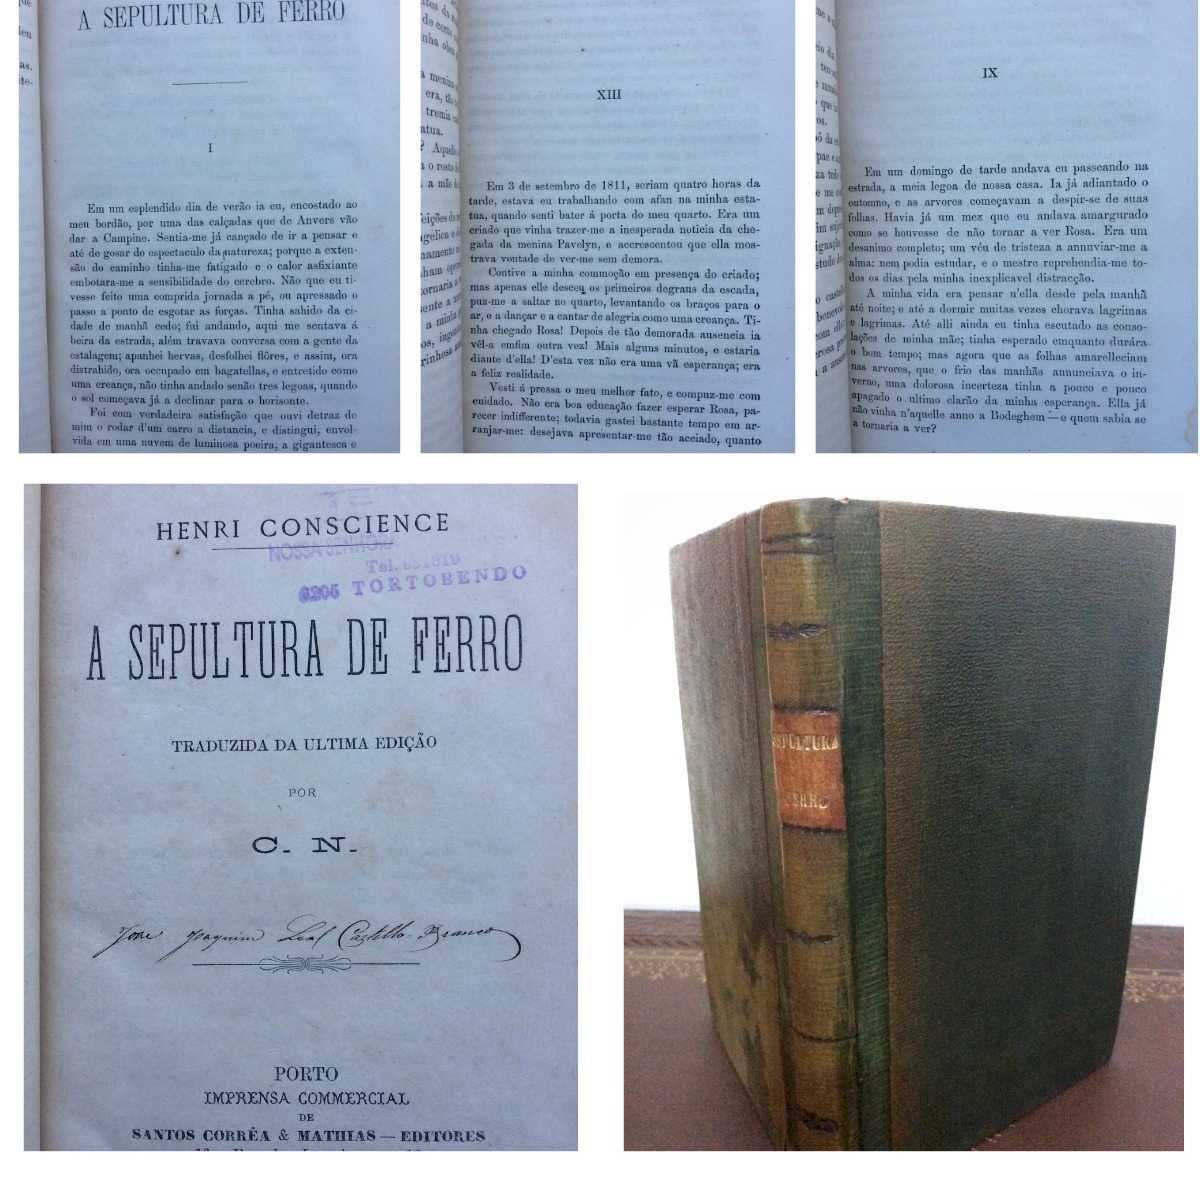 A SEPULTURA DE FERRO
I
Em um esplendido dia de verão ia eu, encostado ao
meu bordão, por uma das calçadas que de Anvers vão
dar a Campine. Sentia-me já cançado de ir a pensar e
até de gosar do espectaculo da natureza; porque a exten-
são do caminho tinha-me fatigado e o calor asfixiante
embotara-me a sensibilidade do cerebro. Não que eu ti-
vesse feito uma comprida jornada a pé, ou apressado o
passo a ponto de esgotar as forças. Tinha sahido da ci-
dade de manhã cedo; fui andando, aqui me sentava á
beira da estrada, além travava conversa com a gente da
estalagem; apanhei hervas, desfolhei flôres, e assim, ora
distrahido, ora occupado em bagatellas, e entretido como
uma creança, não tinha andado senão tres legoas, quando
o sol começava já a declinar para o horisonte.
Foi com verdadeira satisfação que ouvi detraz de
mim o rodar d'um carro a distancia, e distingui, envol-
vida em uma nuvem de luminosa poeira, a gigantesca e
XIII
Em 3 de setembro de 1811, seriam quatro horas da
tarde, estava eu trabalhando com afan na minha esta-
tua, quando senti bater á porta do meu quarto. Era um
criado que vinha trazer-me a inesperada noticia da che-
gada da menina Pavelyn, e accrescentou que ella mos-
trava vontade de ver-me sem demora.
Contive a minha commoção em presença do criado;
mas apenas elle desceu os primeiros degraus da escada,
puz-me a saltar no quarto, levantando os braços para o
ar, e a dançar e a cantar de alegria como uma creança. Ti-
nha chegado Rosa! Depois de tão demorada ausencia ia
vêl-a emfim outra vez! Mais alguns minutos, e estaria
diante d'ella! D'esta vez não era uma vã esperança; era
a feliz realidade.
Vesti á pressa o meu melhor fato, e compuz-me com
cuidado. Não era boa educação fazer esperar Rosa, pa-
recer indifferente; todavia gastei bastante tempo em ar-
ranjar-me: desejava apresentar-me tão aceiado, quanto
IX
Em um domingo de tarde andava eu passeando na
estrada, a meia legoa de nossa casa. Ia já adiantado o
outomno, e as arvores começavam a despir-se de suas
folhas. Havia já um mez que eu andava amargurado
como se houvesse de não tornar a ver Rosa. Era um
desanimo completo; um véu de tristeza a annuviar-me a
alma: nem podia estudar, e o mestre reprehendia-me to-
dos os dias pela minha inexplicavel distracção.
A minha vida era pensar n'ella desde pela manhã
até noite; e até a dormir muitas vezes chorava lagrimas
e lagrimas. Até alli ainda eu tinha escutado as conso-
lações de minha mãe; tinha esperado emquanto durára
o bom tempo; mas agora que as folhas amarelleciam
nas arvores, que o frio das manhãs annunciava o in-
verno, uma dolorosa incerteza tinha a pouco e pouco
apagado o ultimo clarão da minha esperança. Ella já
não vinha n'aquelle anno a Bodeghem — e quem sabia se
a tornaria a ver?
HENRI CONSCIENCE
NOSSA SENHORA
Tel.
6205 TORTOBENDO
A SEPULTURA DE FERRO
TRADUZIDA DA ULTIMA EDIÇÃO
POR
C. N.
Jose Joaquim Leal Castello-Branco
PORTO
IMPRENSA COMMERCIAL
DE
SANTOS CORRÊA & MATHIAS — EDITORES
SEPULTURA
FERRO